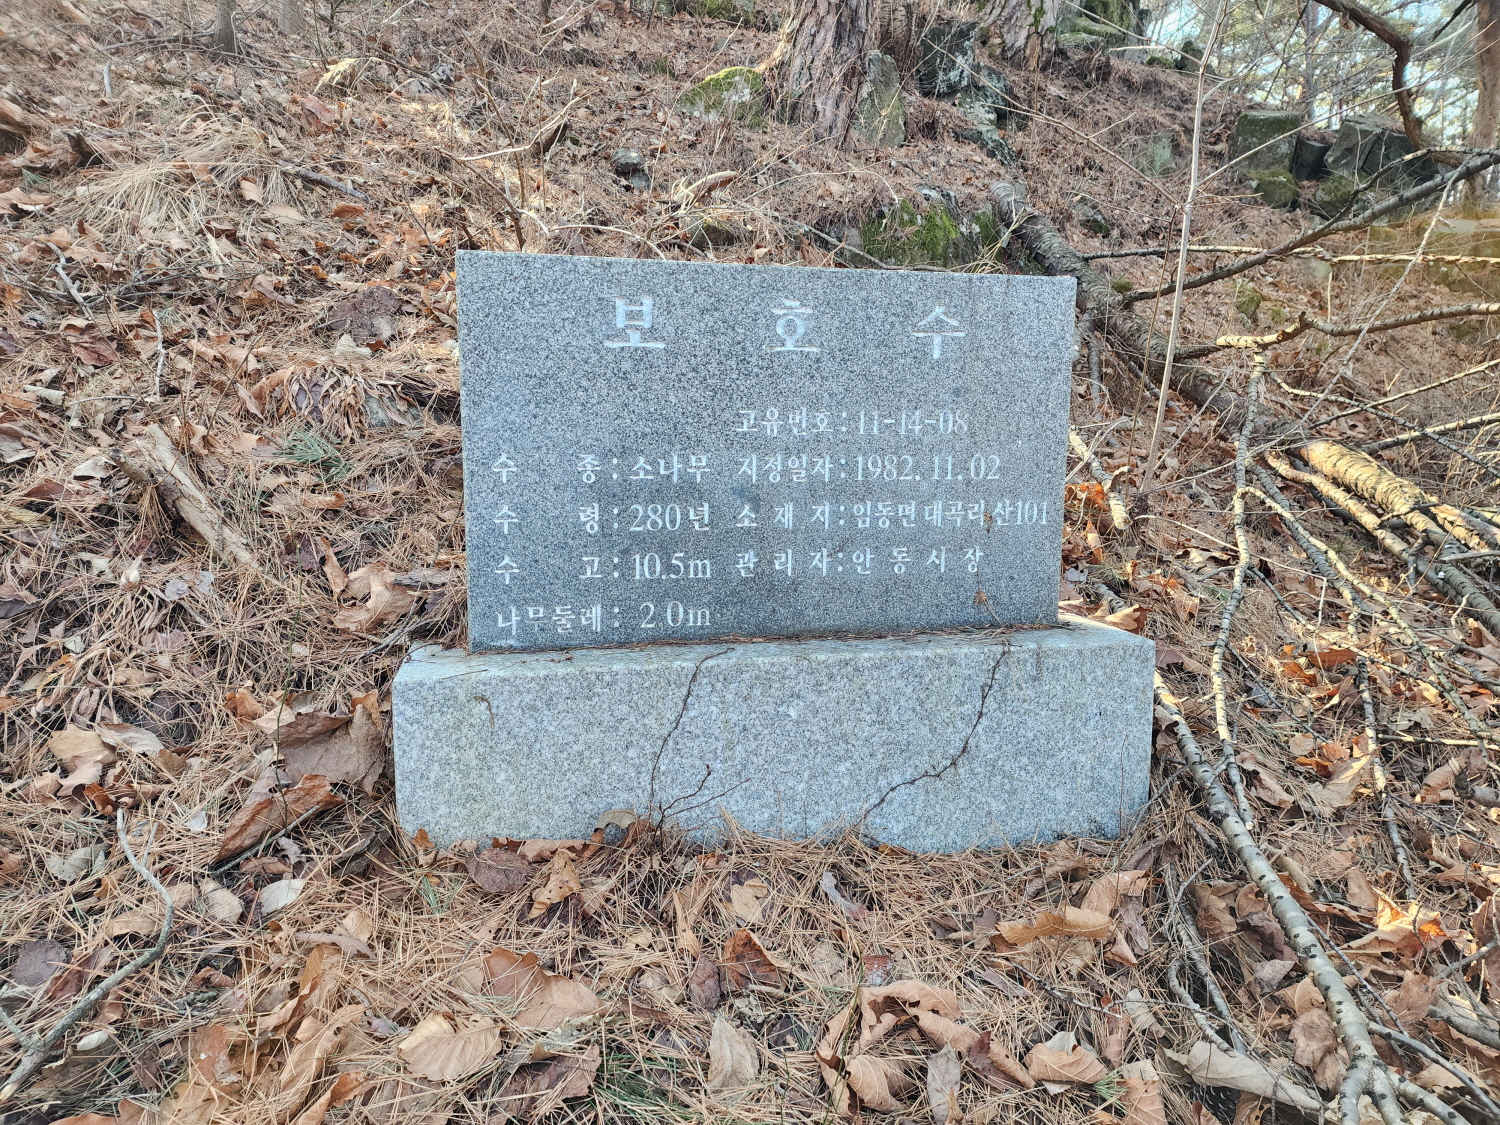 보 호 수
고유번호: 11-14-08
수 종: 소나무 지정일자: 1982. 11. 02
수 령: 280년 소 재 지: 임동면대곡리산101
수 고: 10.5m 관 리 자: 안 동 시 장
나무둘레: 2.0m